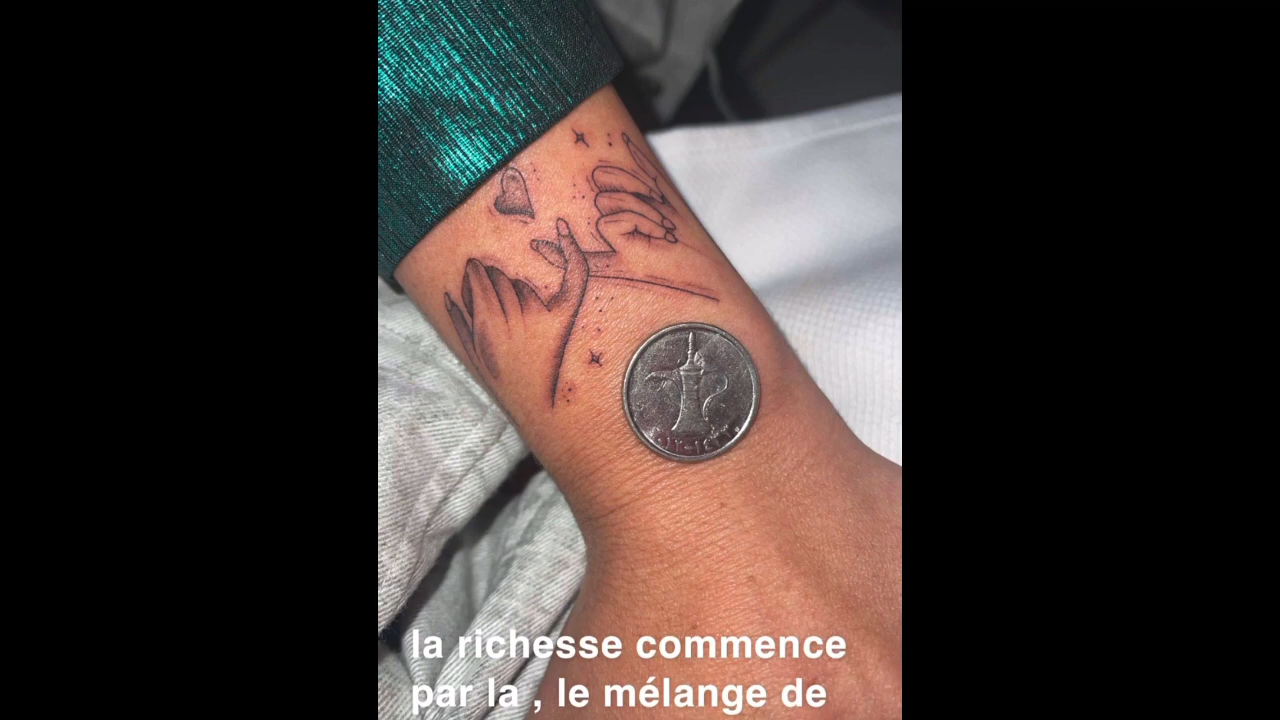 la richesse commence
par la , le mélange de